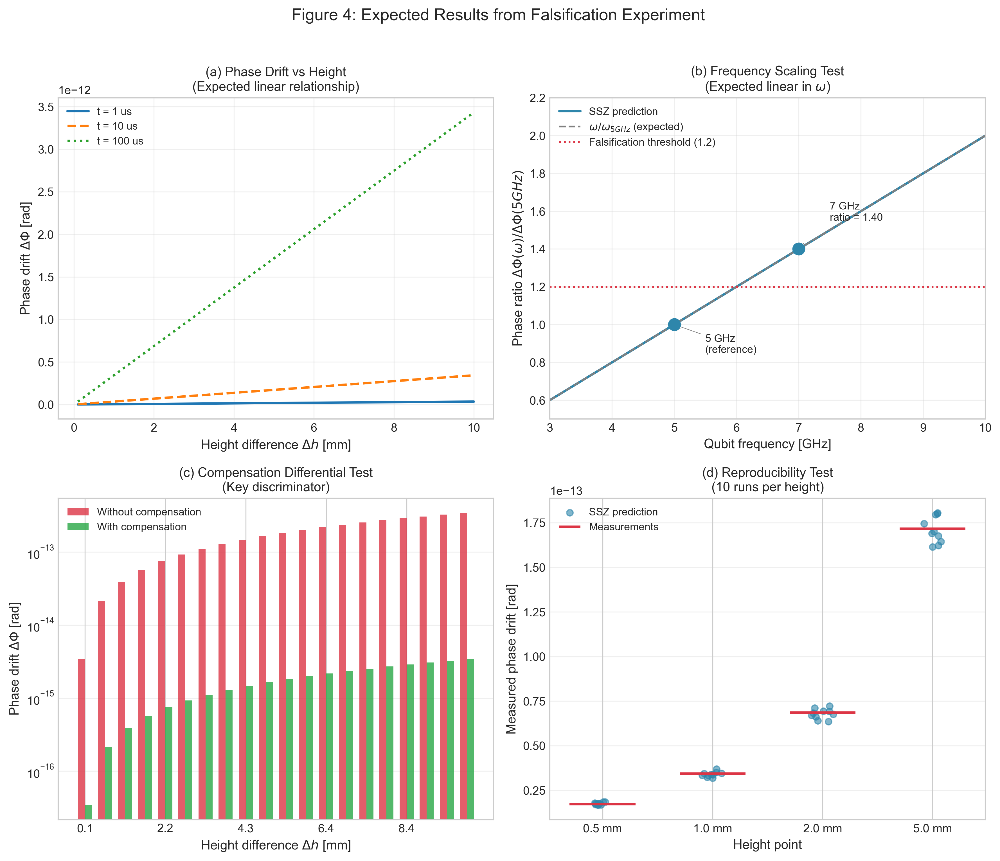 Figure 4: Expected Results from Falsification Experiment
(a) Phase Drift vs Height
(Expected linear relationship)
1e−12
t = 1 us
t = 10 us
t = 100 us
3.5
3.0
2.5
2.0
1.5
1.0
0.5
0.0
Phase drift ΔΦ [rad]
0 2 4 6 8 10
Height difference Δh [mm]
(b) Frequency Scaling Test
(Expected linear in ω)
SSZ prediction
ω/ω5GHz (expected)
Falsification threshold (1.2)
2.2
2.0
1.8
1.6
1.4
1.2
1.0
0.8
0.6
Phase ratio ΔΦ(ω)/ΔΦ(5GHz)
7 GHz
ratio = 1.40
5 GHz
(reference)
3 4 5 6 7 8 9 10
Qubit frequency [GHz]
(c) Compensation Differential Test
(Key discriminator)
Without compensation
With compensation
10−13
10−14
10−15
10−16
Phase drift ΔΦ [rad]
0.1 2.2 4.3 6.4 8.4
Height difference Δh [mm]
(d) Reproducibility Test
(10 runs per height)
1e−13
SSZ prediction
Measurements
1.75
1.50
1.25
1.00
0.75
0.50
0.25
Measured phase drift [rad]
0.5 mm 1.0 mm 2.0 mm 5.0 mm
Height point